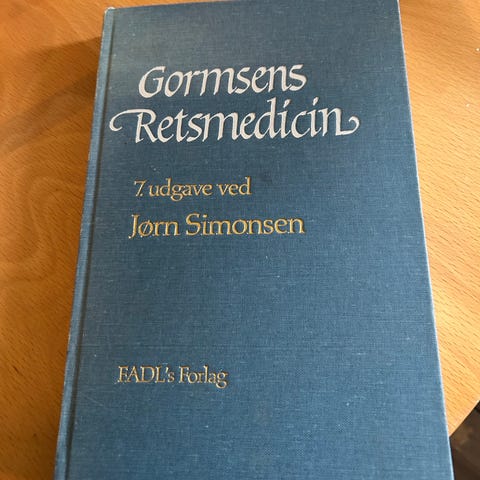 Gormsens
Retsmedicin
7. udgave ved
Jørn Simonsen
FADL's Forlag